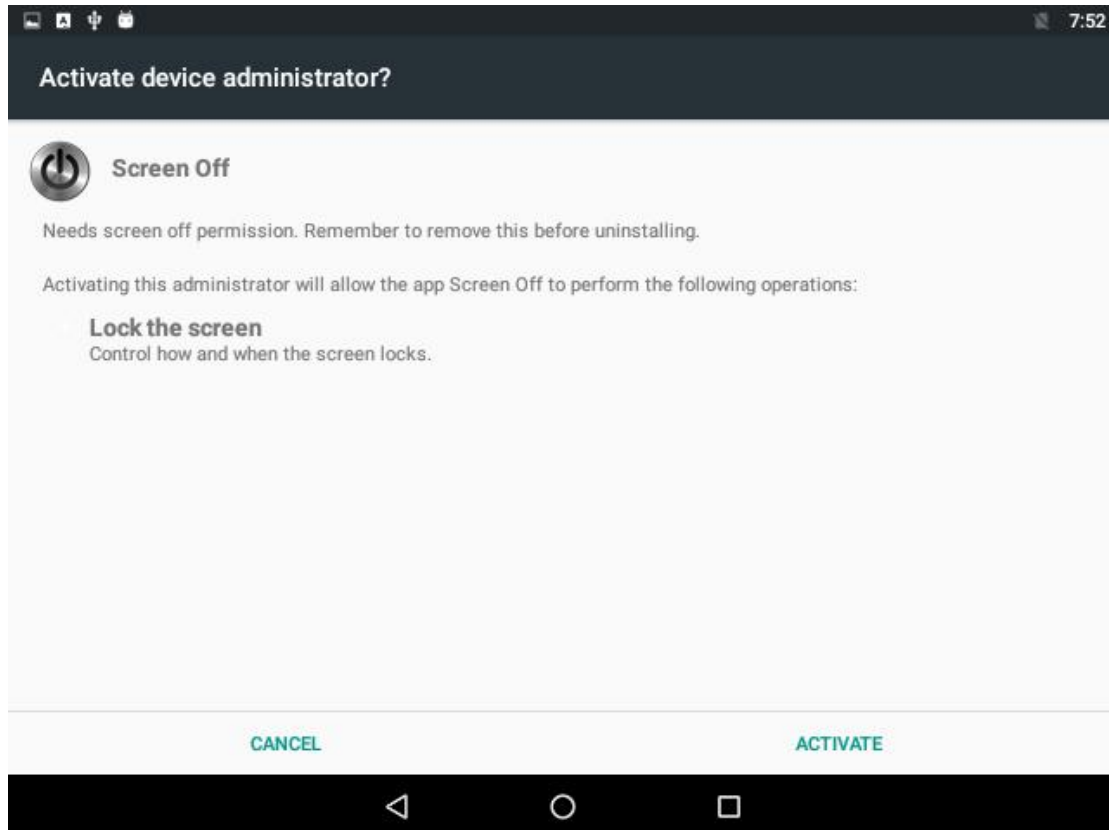 7:52
Activate device administrator?
Screen Off
Needs screen off permission. Remember to remove this before uninstalling.
Activating this administrator will allow the app Screen Off to perform the following operations:
Lock the screen
Control how and when the screen locks.
CANCEL
ACTIVATE